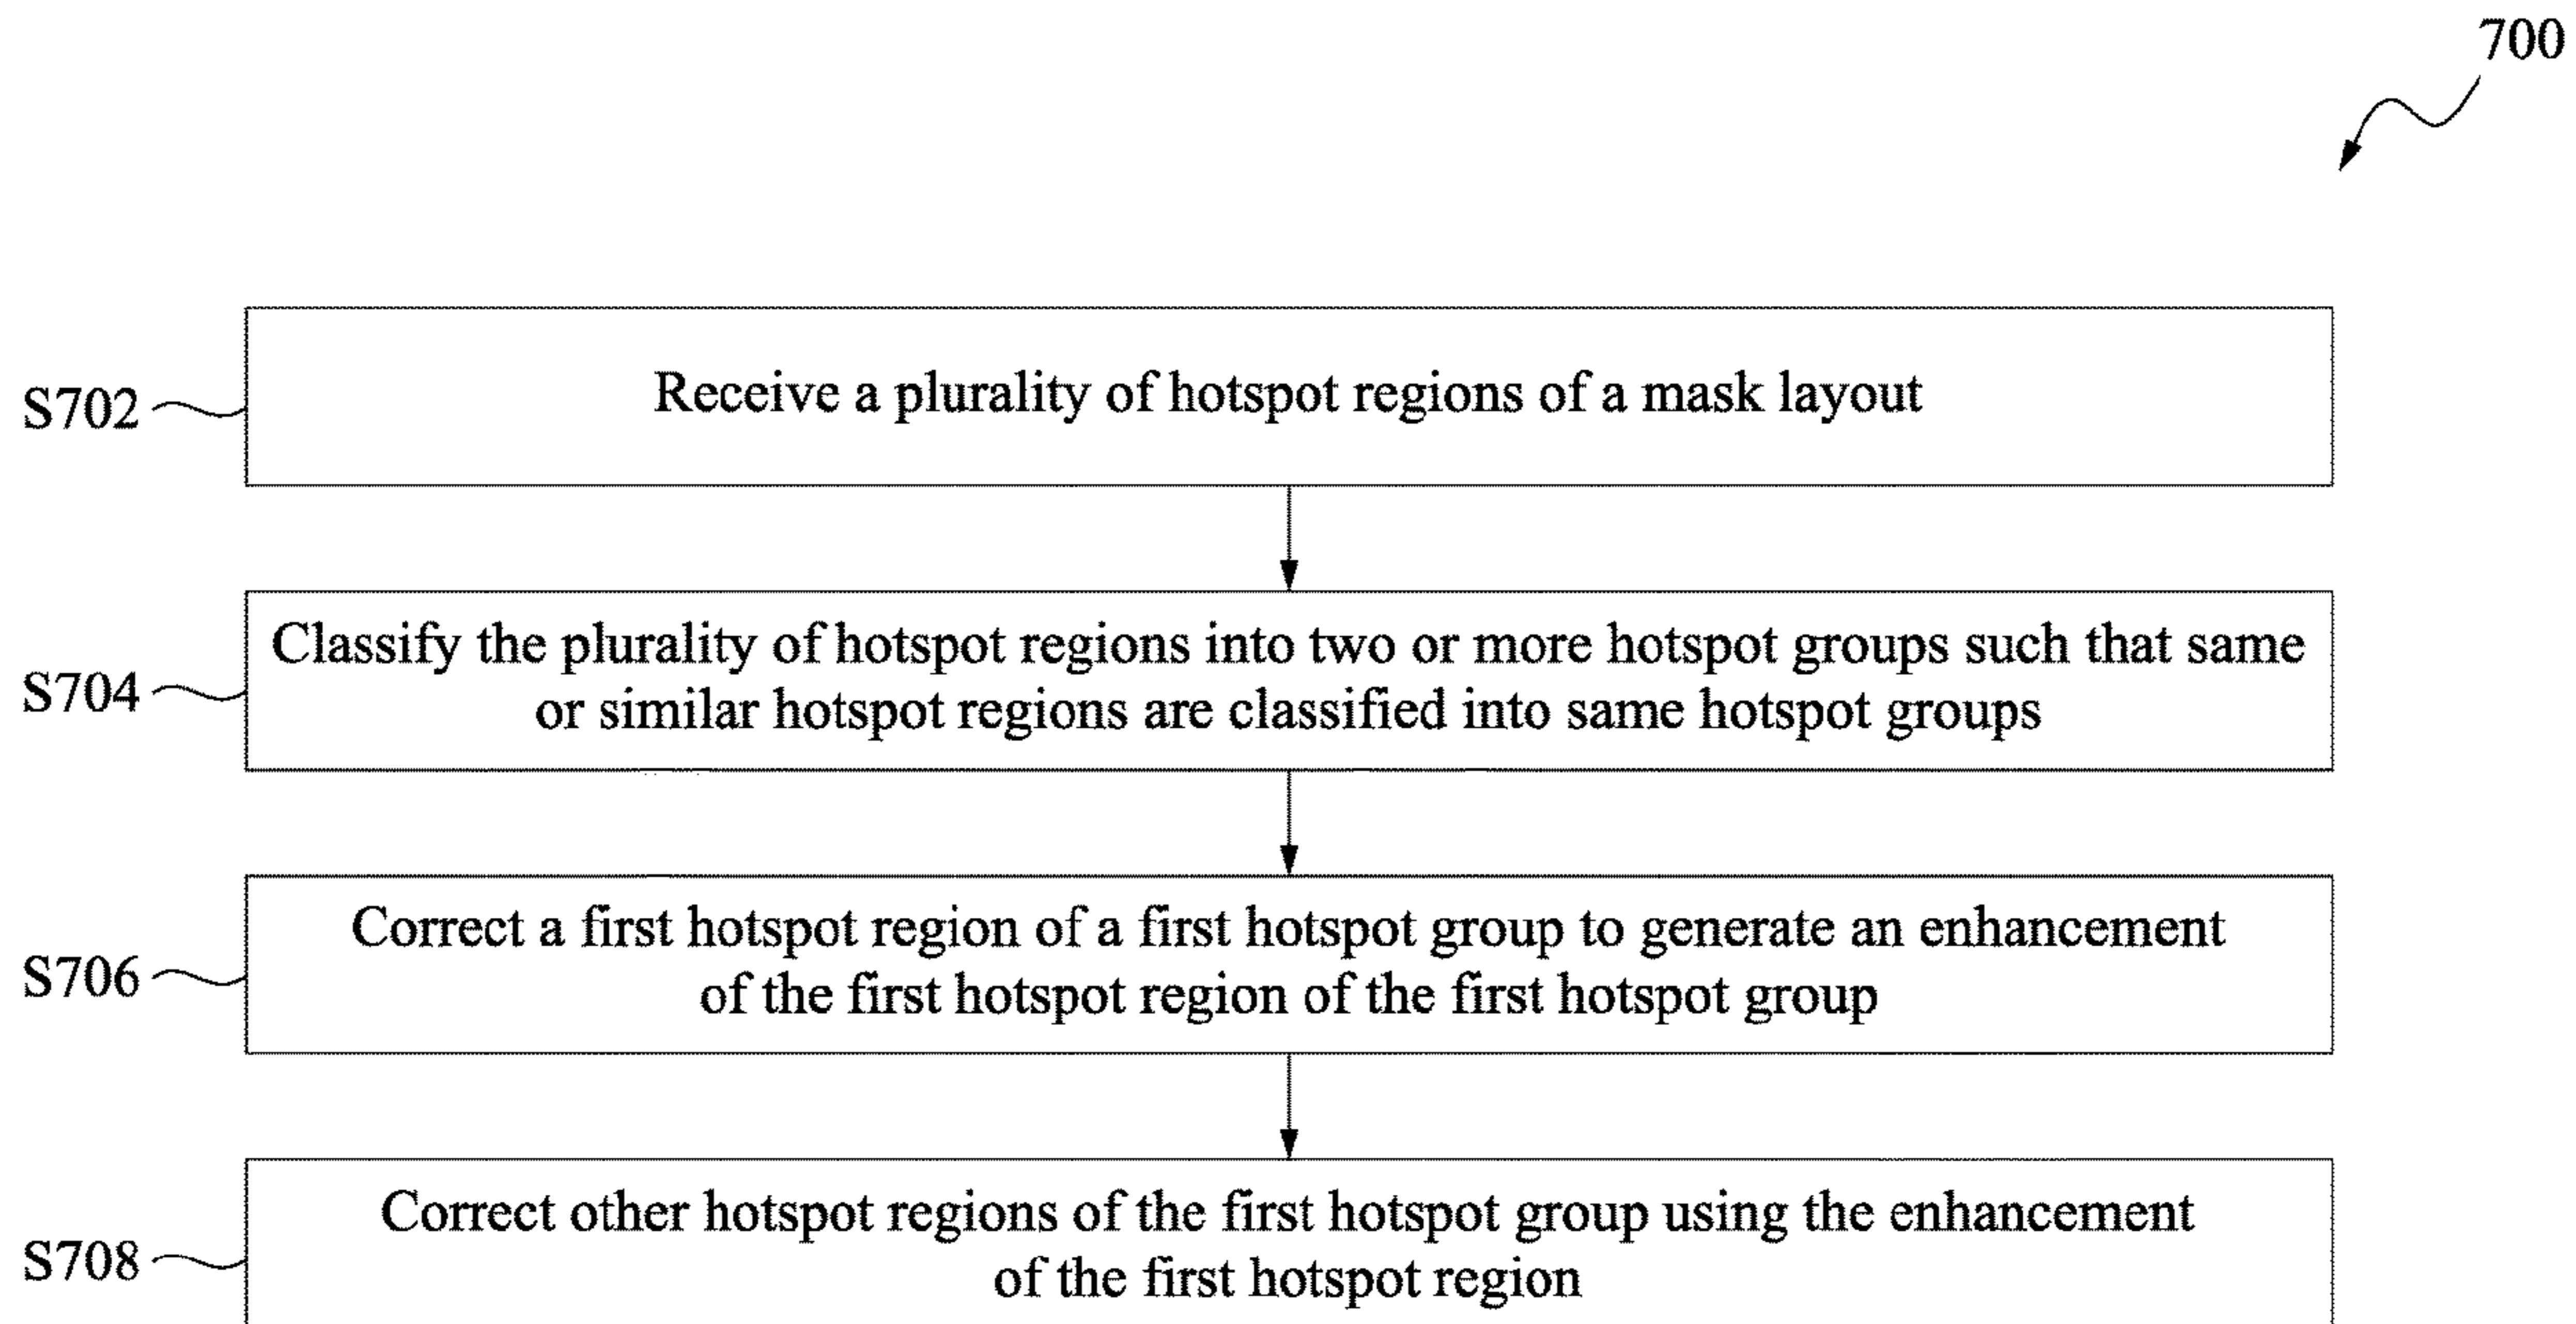 700
S702
Receive a plurality of hotspot regions of a mask layout
S704
Classify the plurality of hotspot regions into two or more hotspot groups such that same
or similar hotspot regions are classified into same hotspot groups
S706
Correct a first hotspot region of a first hotspot group to generate an enhancement
of the first hotspot region of the first hotspot group
S708
Correct other hotspot regions of the first hotspot group using the enhancement
of the first hotspot region